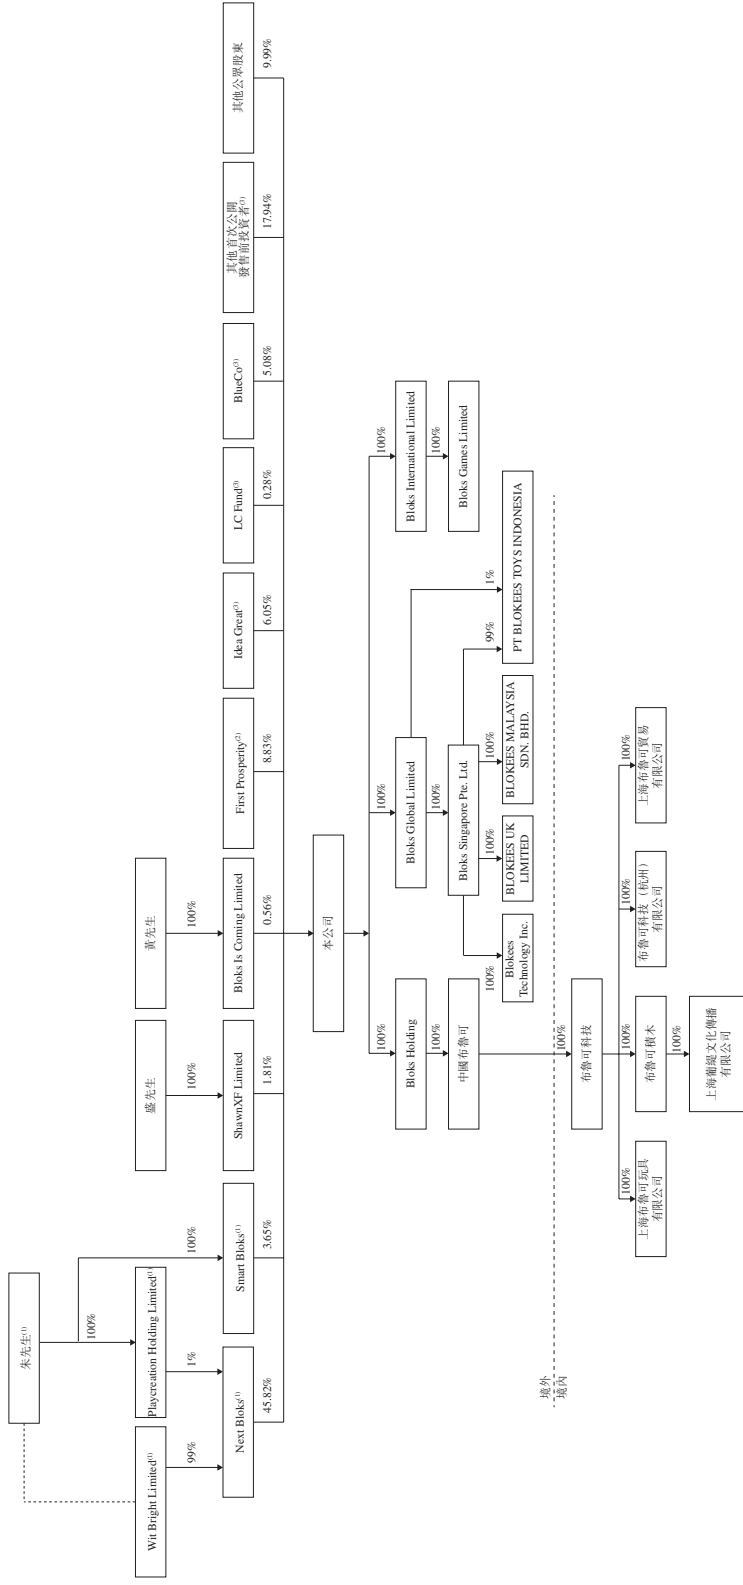 朱先生(1)
100%
Wit Bright Limited(1)
Playcreation Holding Limited(1)
盛先生
黃先生
99%
1%
100%
100%
100%
Next Bloks(1)
Smart Bloks(1)
ShawnXF Limited
Bloks Is Coming Limited
First Prosperity(2)
Idea Great(3)
LC Fund(3)
BlueCo(3)
其他首次公開
發售前投資者(3)
其他公眾股東
45.82%
3.65%
1.81%
0.56%
8.83%
6.05%
0.28%
5.08%
17.94%
9.99%
本公司
100%
100%
100%
Bloks Holding
Bloks Global Limited
Bloks International Limited
100%
100%
100%
中國布魯可
Bloks Singapore Pte. Ltd.
Bloks Games Limited
100%
100%
100%
99%
1%
Blokees
Technology Inc.
BLOKEES UK
LIMITED
BLOKEES MALAYSIA
SDN. BHD.
PT BLOKEES TOYS INDONESIA
境外
境內
100%
布魯可科技
100%
100%
100%
100%
上海布魯可玩具
有限公司
布魯可積木
布魯可科技（杭州）
有限公司
上海布魯可貿易
有限公司
100%
上海葡緹文化傳播
有限公司